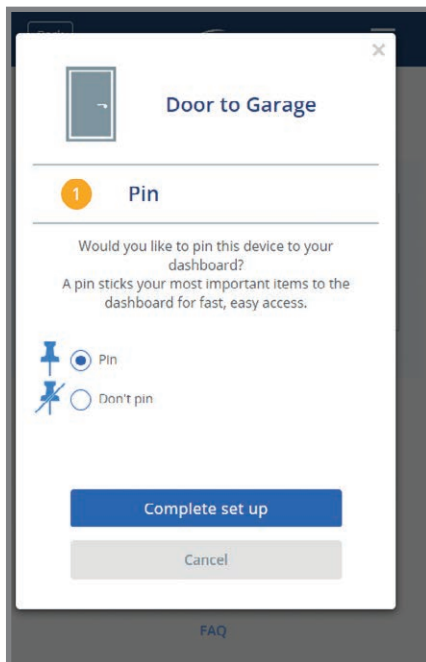 Back
×
Door to Garage
1
Pin
Would you like to pin this device to your
dashboard?
A pin sticks your most important items to the
dashboard for fast, easy access.
Pin
Don't pin
Complete set up
Cancel
FAQ